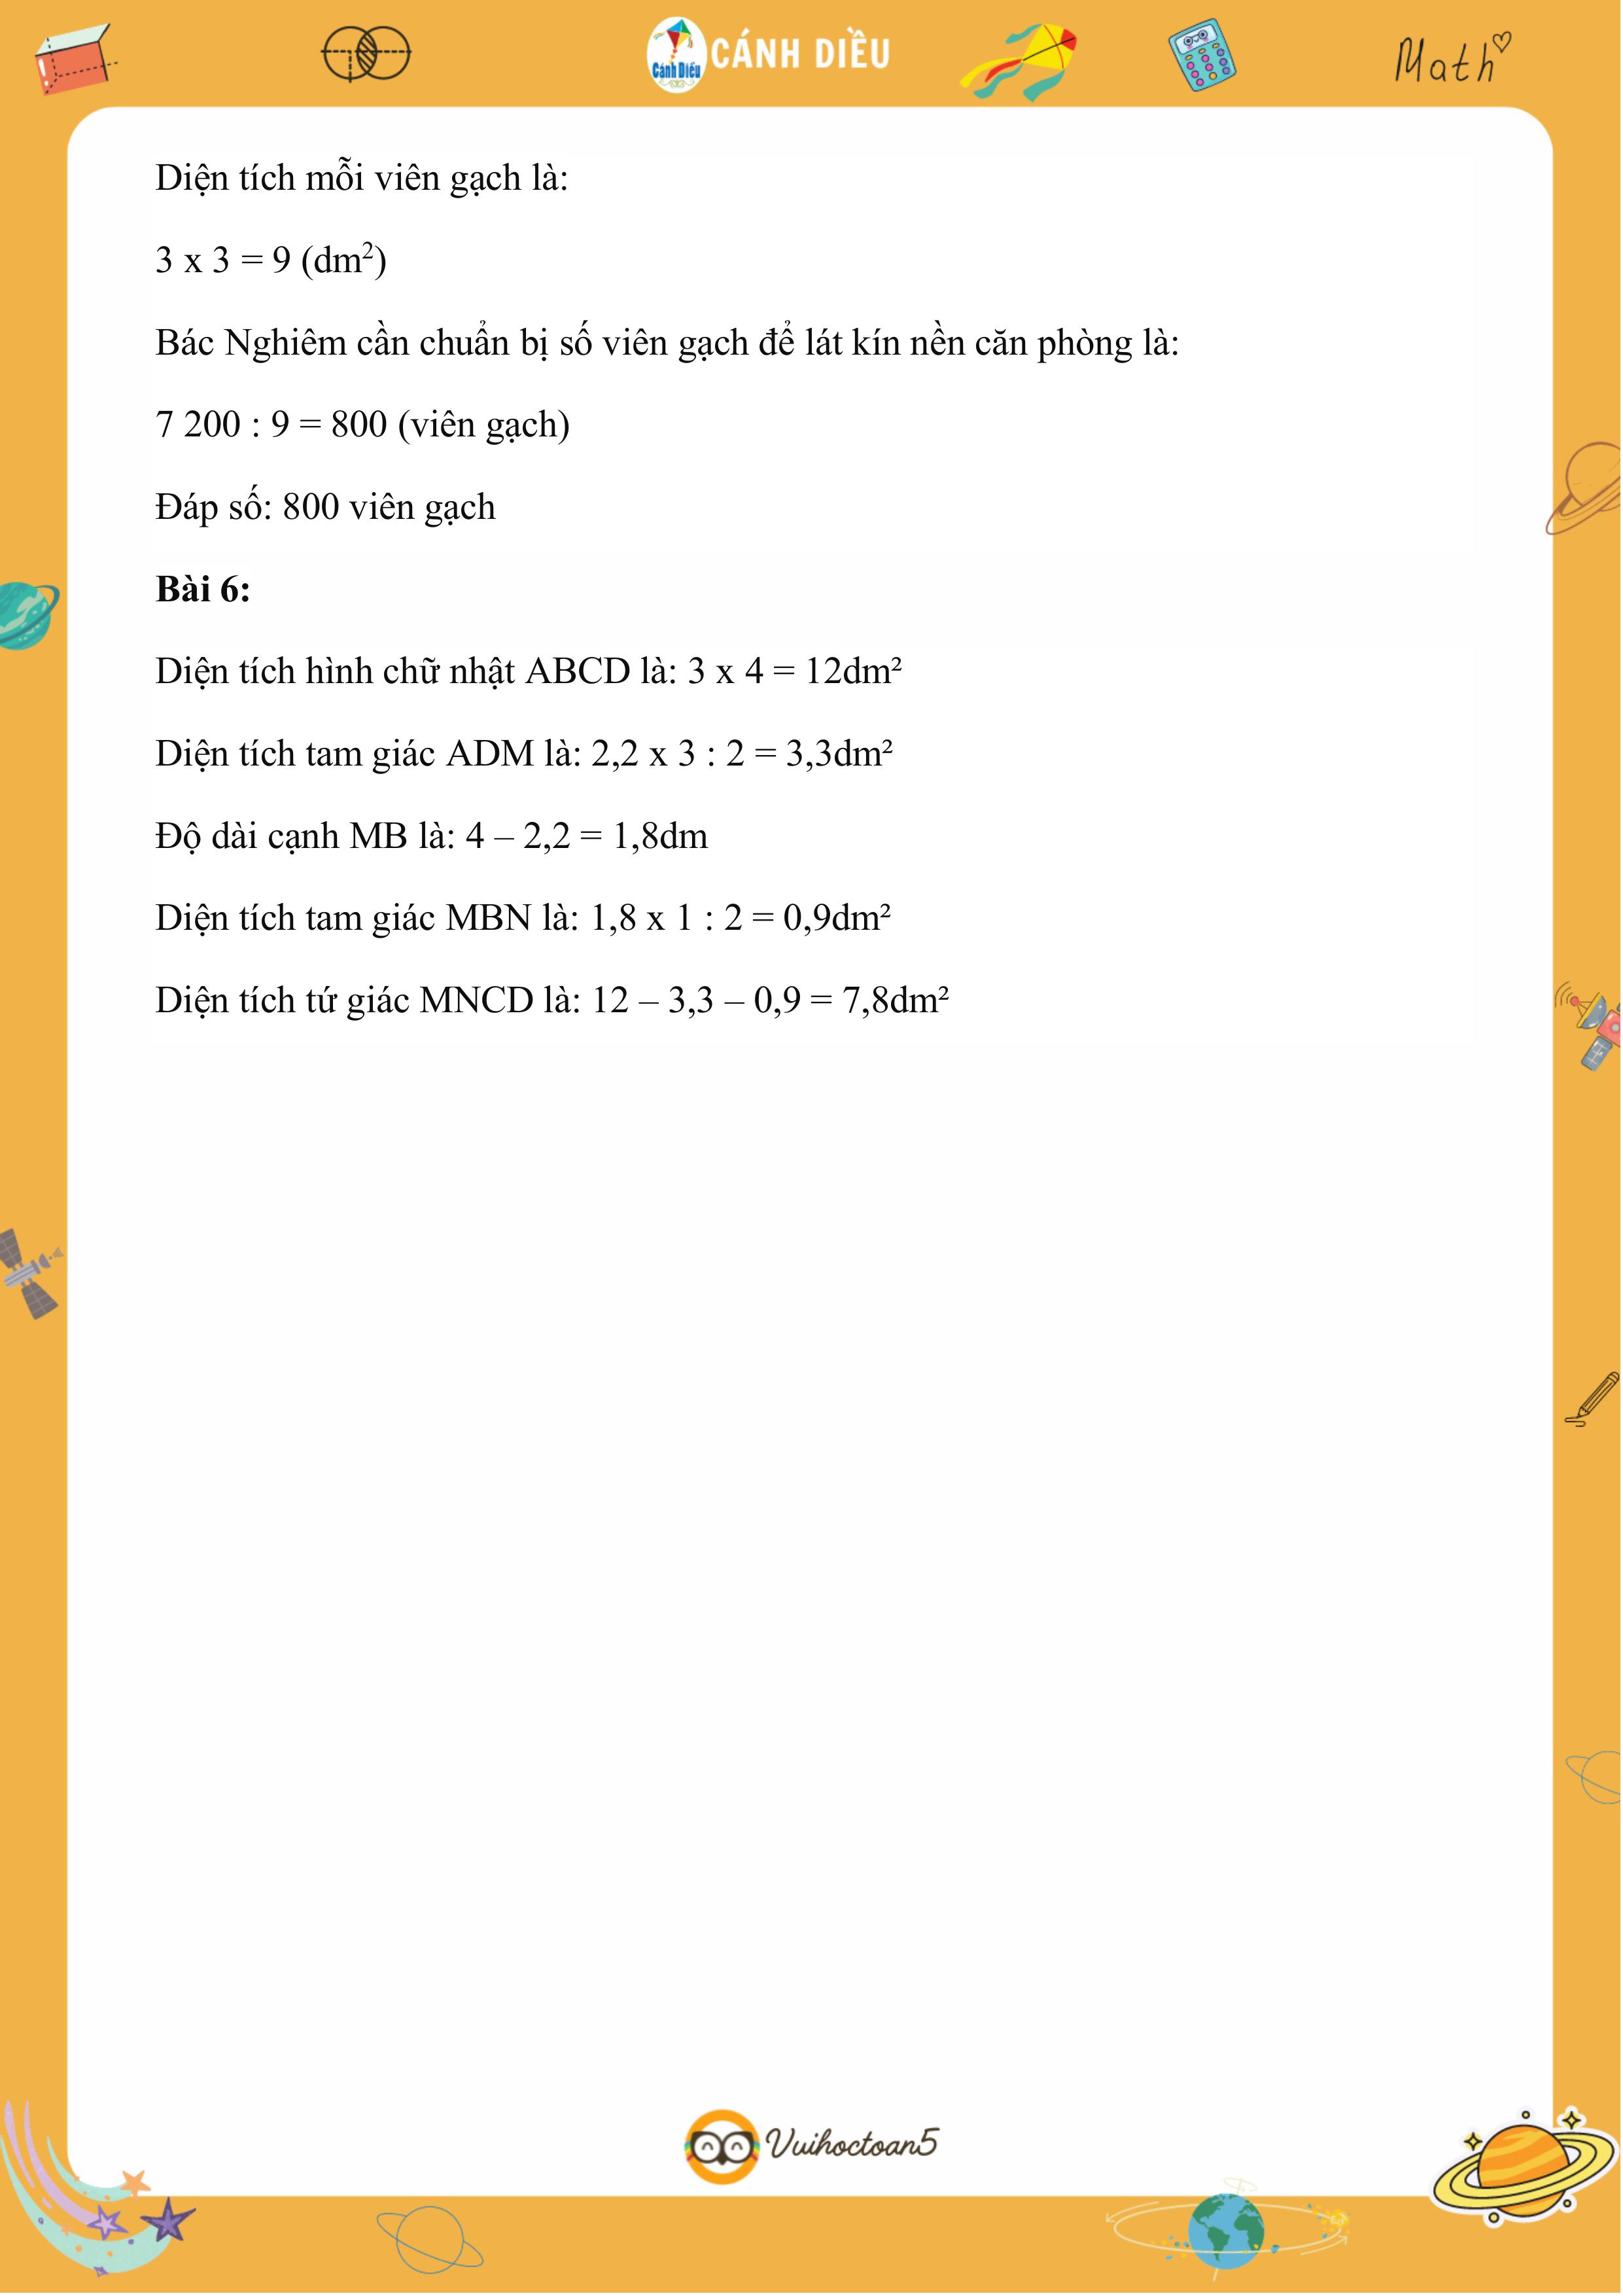 Cánh Diều CÁNH DIỀU
Math
Diện tích mỗi viên gạch là:
3 x 3 = 9 (dm²)
Bác Nghiêm cần chuẩn bị số viên gạch để lát kín nền căn phòng là:
7 200 : 9 = 800 (viên gạch)
Đáp số: 800 viên gạch
Bài 6:
Diện tích hình chữ nhật ABCD là: 3 x 4 = 12dm²
Diện tích tam giác ADM là: 2,2 x 3 : 2 = 3,3dm²
Độ dài cạnh MB là: 4 – 2,2 = 1,8dm
Diện tích tam giác MBN là: 1,8 x 1 : 2 = 0,9dm²
Diện tích tứ giác MNCD là: 12 – 3,3 – 0,9 = 7,8dm²
Vuihoctoan5